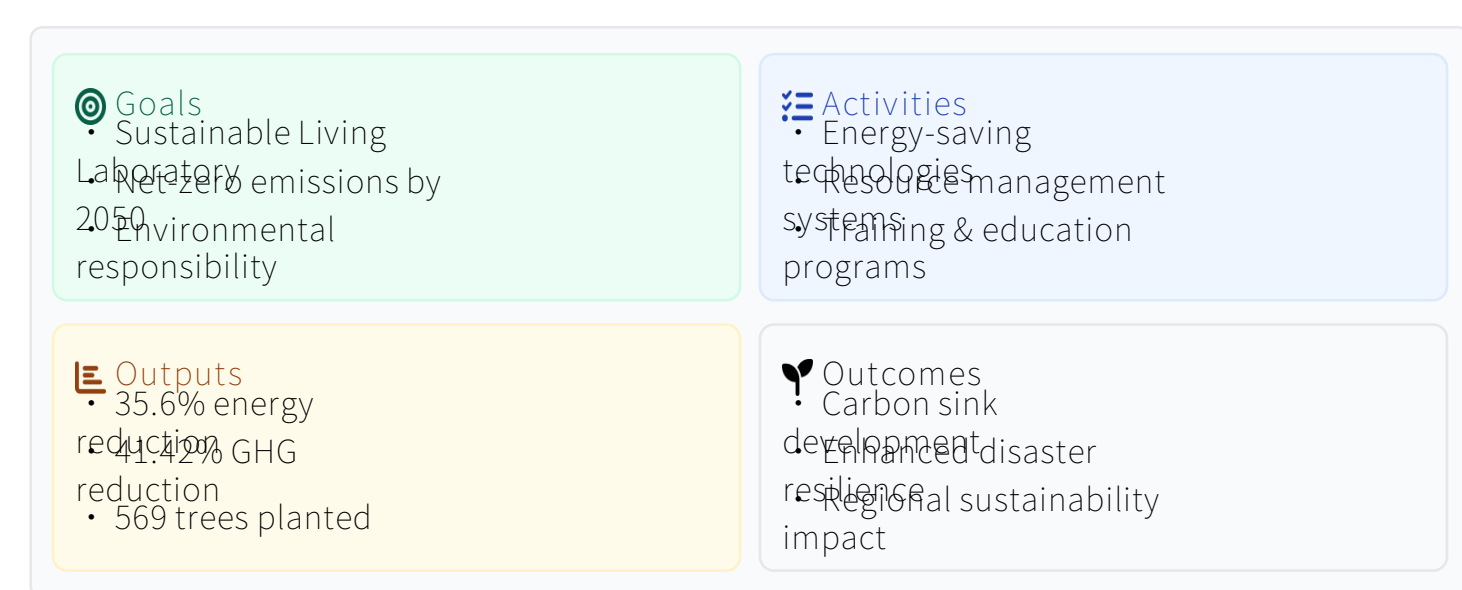 Goals
• Sustainable Living
Laboratory
• Net-zero emissions by
2050
• Environmental
responsibility
Activities
• Energy-saving
technologies
• Resource management
systems
• Training & education
programs
Outputs
• 35.6% energy
reduction
• 41.42% GHG
reduction
• 569 trees planted
Outcomes
• Carbon sink
development
• Enhanced disaster
resilience
• Regional sustainability
impact